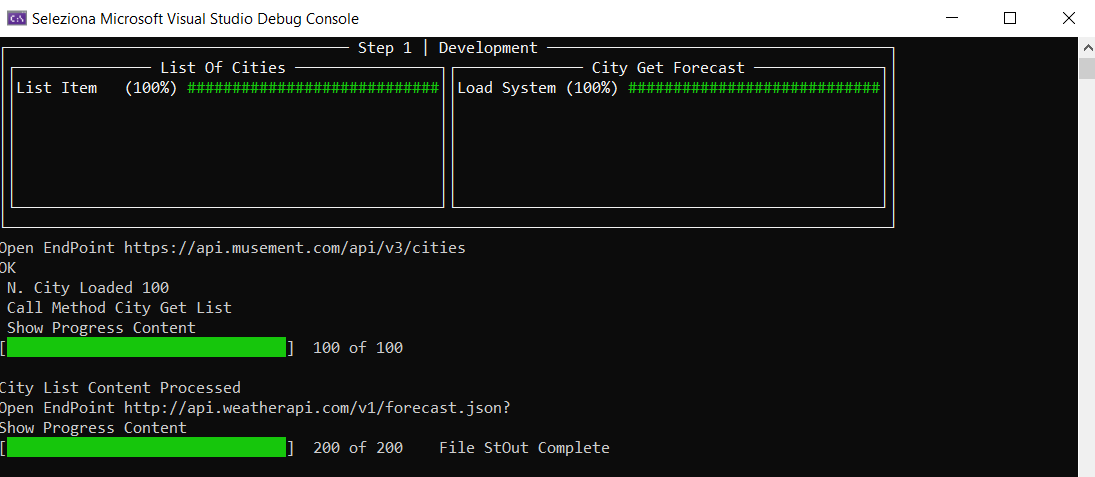 Seleziona Microsoft Visual Studio Debug Console
Step 1 | Development
List Of Cities
City Get Forecast
List Item (100%) ############################
Load System (100%) ############################
Open EndPoint https://api.musement.com/api/v3/cities
OK
N. City Loaded 100
Call Method City Get List
Show Progress Content
[ ] 100 of 100
City List Content Processed
Open EndPoint http://api.weatherapi.com/v1/forecast.json?
Show Progress Content
[ ] 200 of 200 File StOut Complete